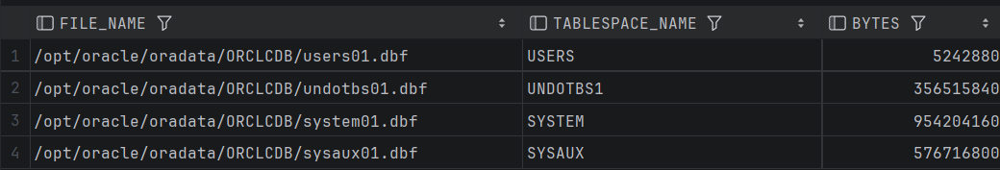 FILE_NAME TABLESPACE_NAME BYTES
1 /opt/oracle/oradata/ORCLCDB/users01.dbf USERS 5242880
2 /opt/oracle/oradata/ORCLCDB/undotbs01.dbf UNDOTBS1 356515840
3 /opt/oracle/oradata/ORCLCDB/system01.dbf SYSTEM 954204160
4 /opt/oracle/oradata/ORCLCDB/sysaux01.dbf SYSAUX 576716800